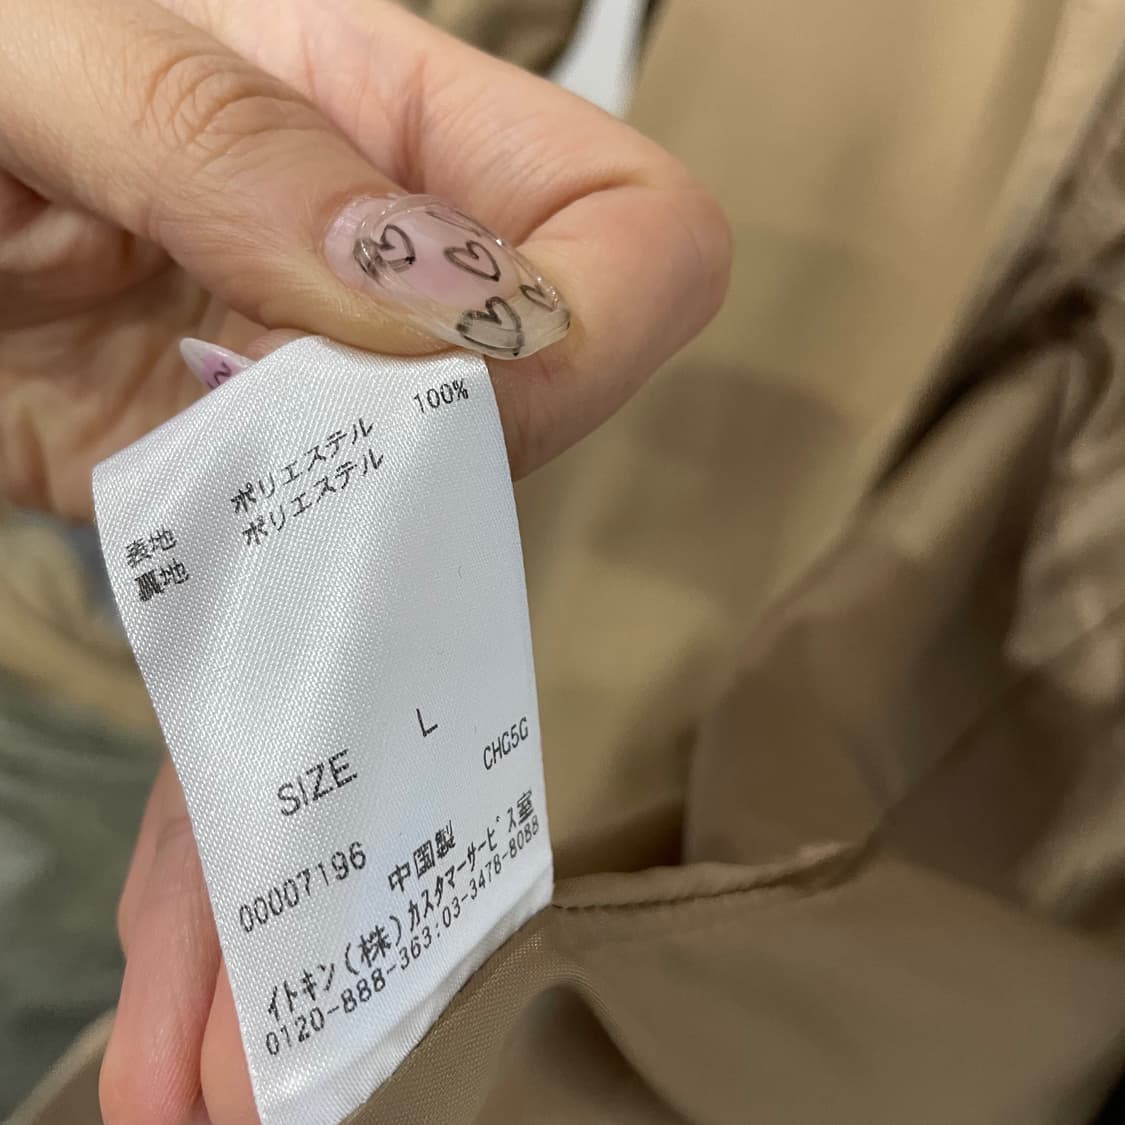 表地 ポリエステル 100%
裏地 ポリエステル
SIZE L
CHG5G
00007196 中国製
イトキン(株)カスタマーサービス室
0120-888-363:03-3478-8088